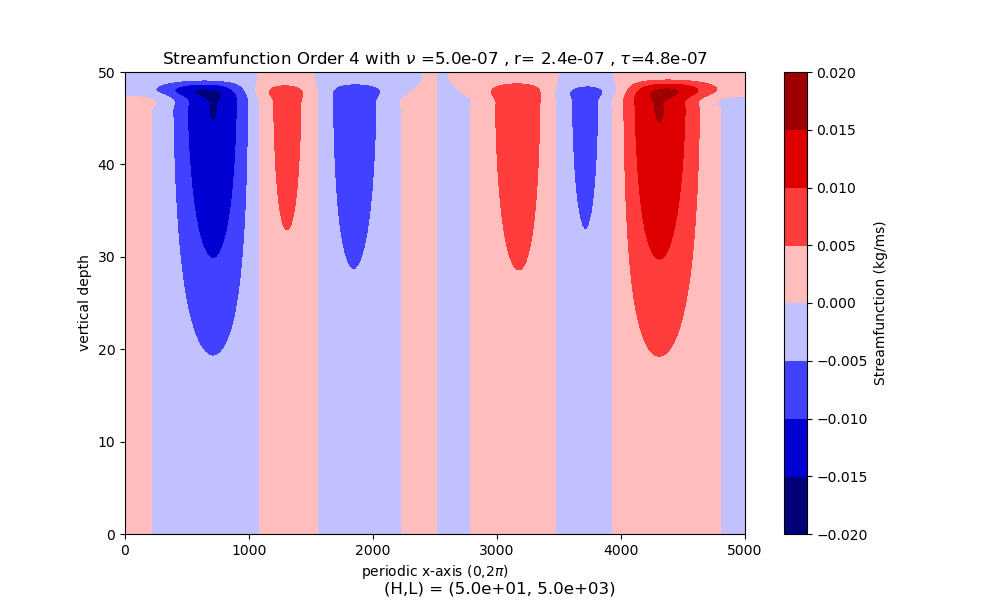 Streamfunction Order 4 with ν =5.0e-07 , r= 2.4e-07 , τ=4.8e-07
50
40
30
20
10
0
vertical depth
0 1000 2000 3000 4000 5000
periodic x-axis (0,2π)
(H,L) = (5.0e+01, 5.0e+03)
0.020
0.015
0.010
0.005
0.000
−0.005
−0.010
−0.015
−0.020
Streamfunction (kg/ms)